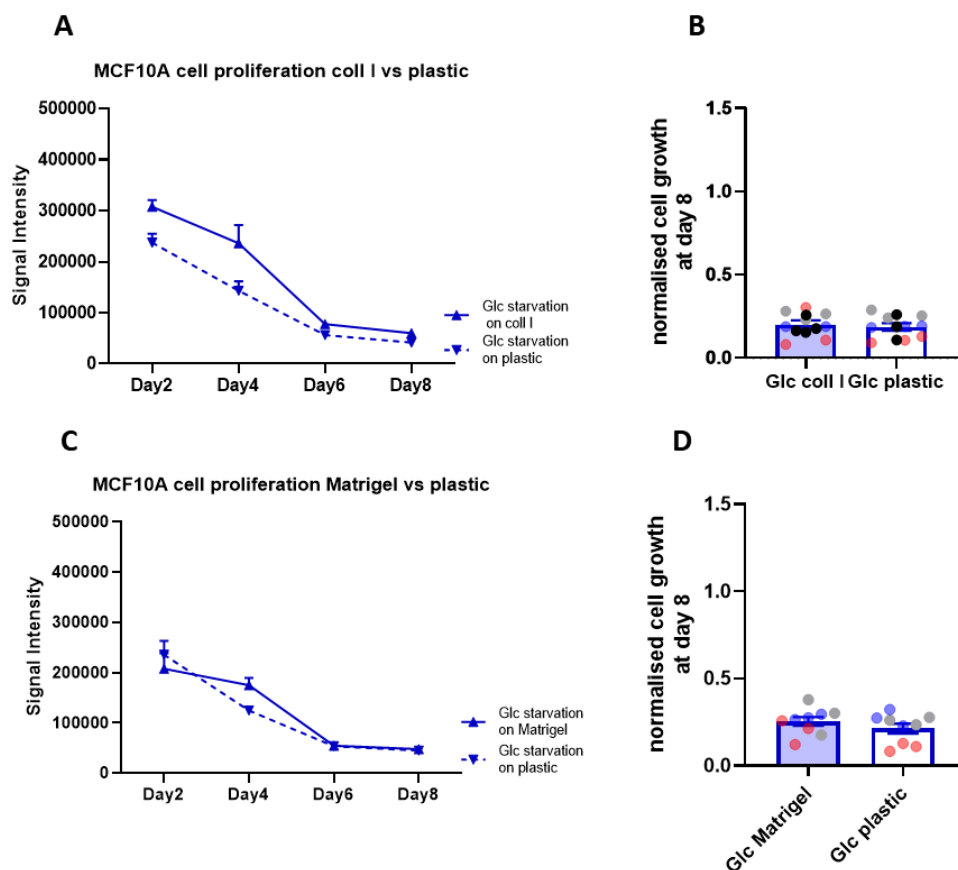 A
MCF10A cell proliferation coll I vs plastic
Signal Intensity
500000
400000
300000
200000
100000
0
Day2 Day4 Day6 Day8
Glc starvation
on coll I
Glc starvation
on plastic
B
normalised cell growth
at day 8
1.5
1.0
0.5
0.0
Glc coll I Glc plastic
C
MCF10A cell proliferation Matrigel vs plastic
Signal Intensity
500000
400000
300000
200000
100000
0
Day2 Day4 Day6 Day8
Glc starvation
on Matrigel
Glc starvation
on plastic
D
normalised cell growth
at day 8
1.5
1.0
0.5
0.0
Glc Matrigel
Glc plastic